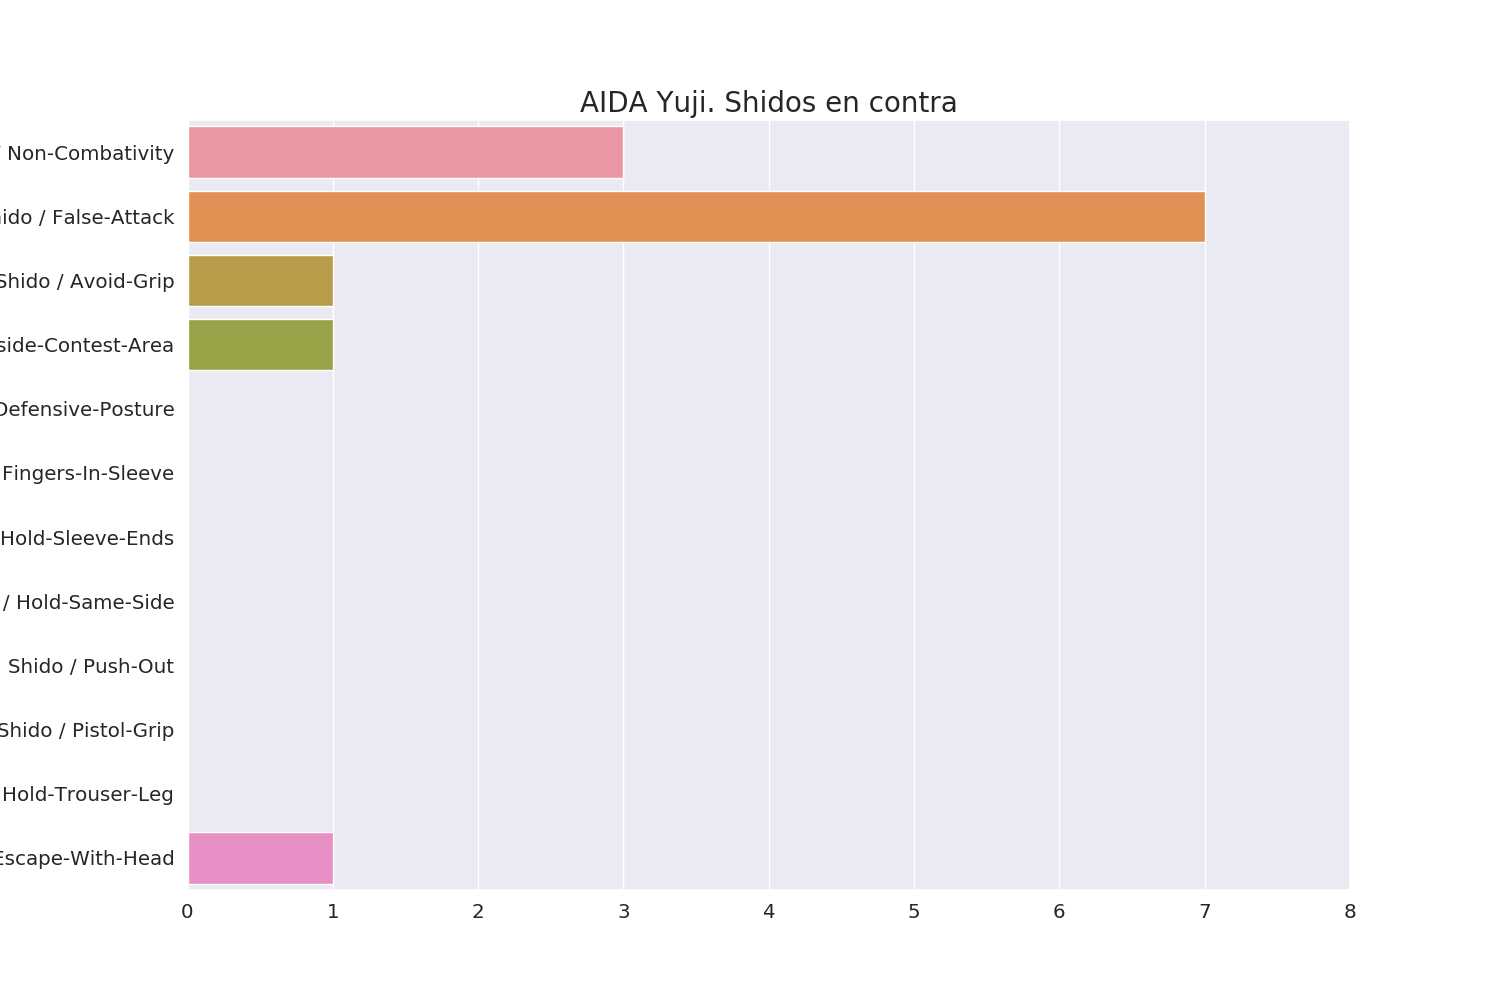 AIDA Yuji. Shidos en contra
/ Non-Combativity
ido / False-Attack
Shido / Avoid-Grip
side-Contest-Area
Defensive-Posture
Fingers-In-Sleeve
Hold-Sleeve-Ends
/ Hold-Same-Side
Shido / Push-Out
Shido / Pistol-Grip
Hold-Trouser-Leg
Escape-With-Head
0 1 2 3 4 5 6 7 8